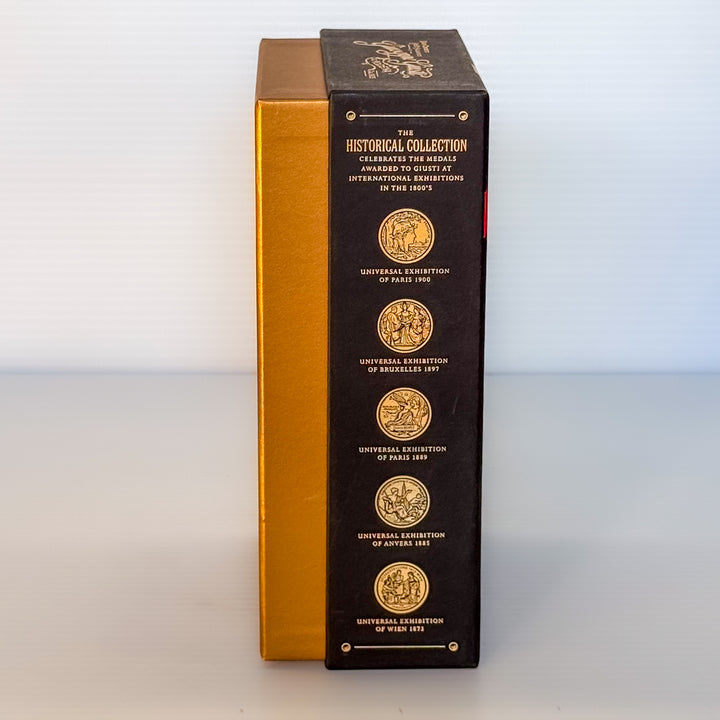 THE
HISTORICAL COLLECTION
CELEBRATES THE MEDALS
AWARDED TO GIUSTI AT
INTERNATIONAL EXHIBITIONS
IN THE 1800'S
UNIVERSAL EXHIBITION
OF PARIS 1900
UNIVERSAL EXHIBITION
OF BRUXELLES 1897
UNIVERSAL EXHIBITION
OF PARIS 1889
UNIVERSAL EXHIBITION
OF ANVERS 1885
UNIVERSAL EXHIBITION
OF WIEN 1873